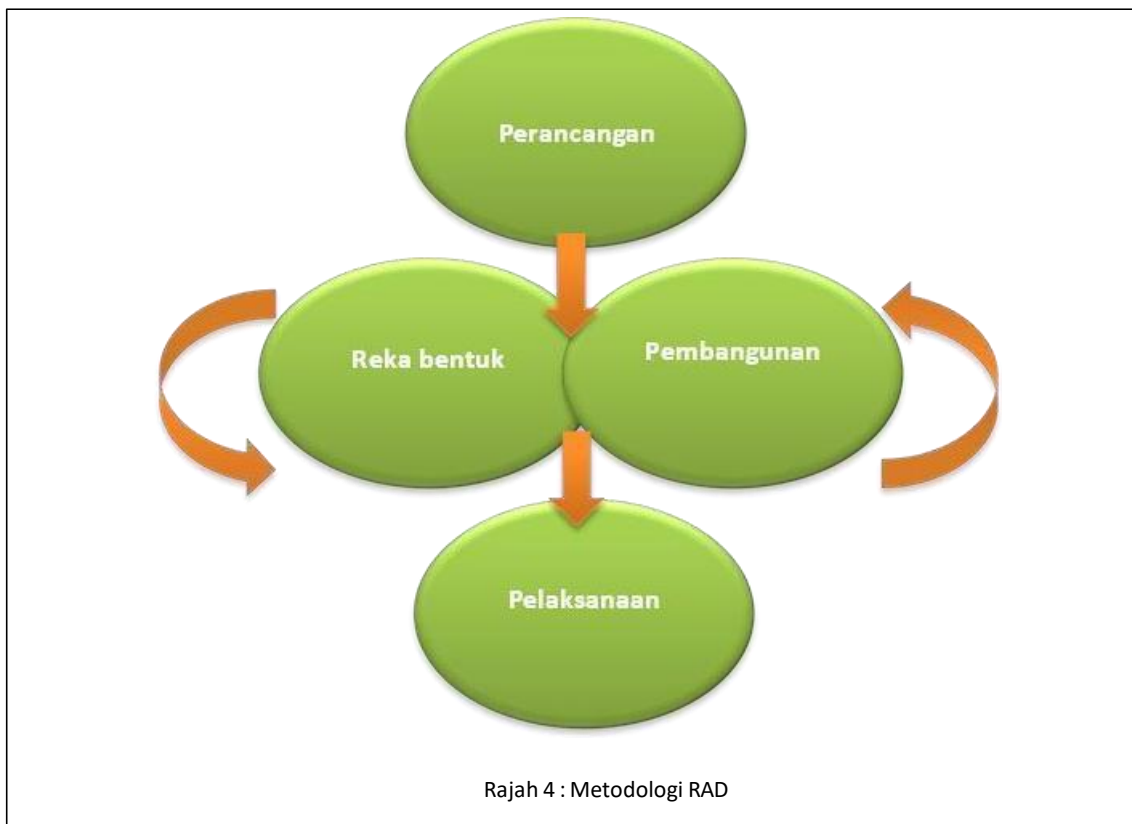 Perancangan
Reka bentuk
Pembangunan
Pelaksanaan
Rajah 4 : Metodologi RAD